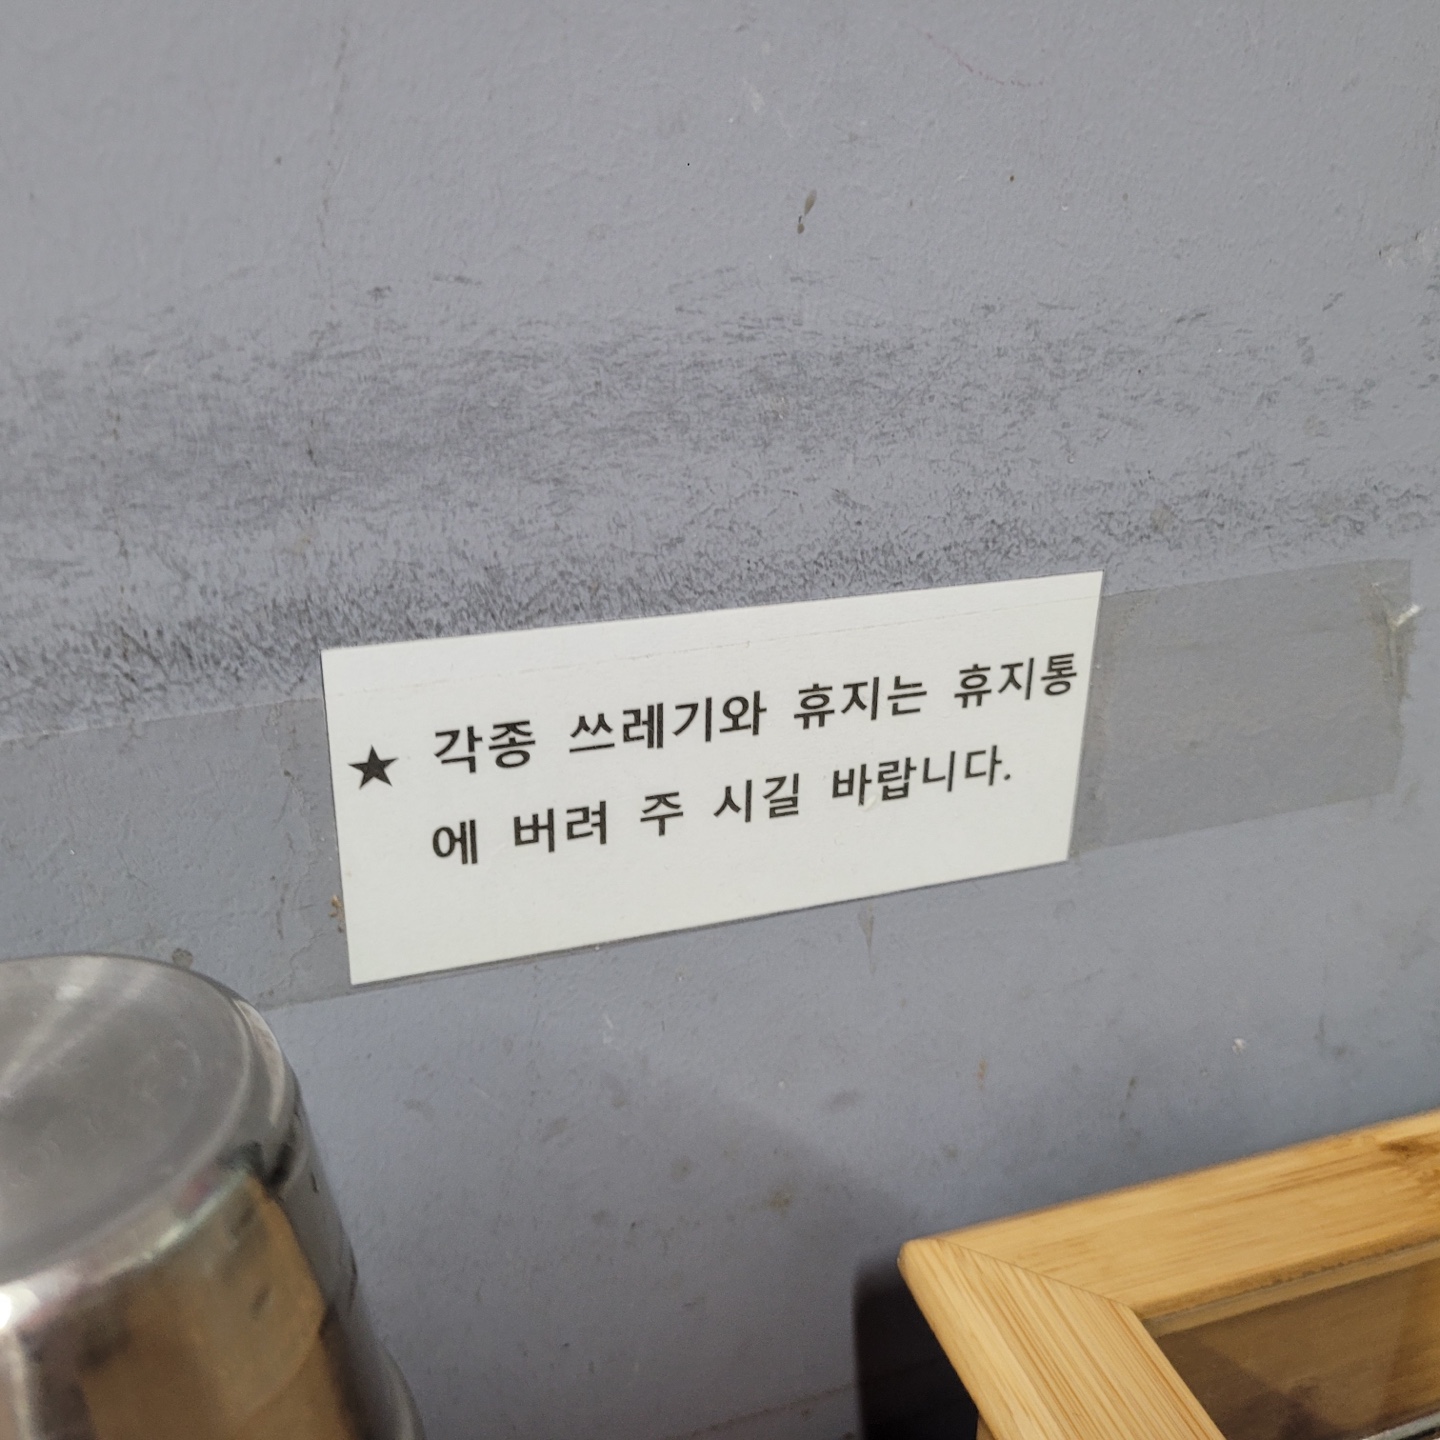 ★ 각종 쓰레기와 휴지는 휴지통
에 버려 주 시길 바랍니다.